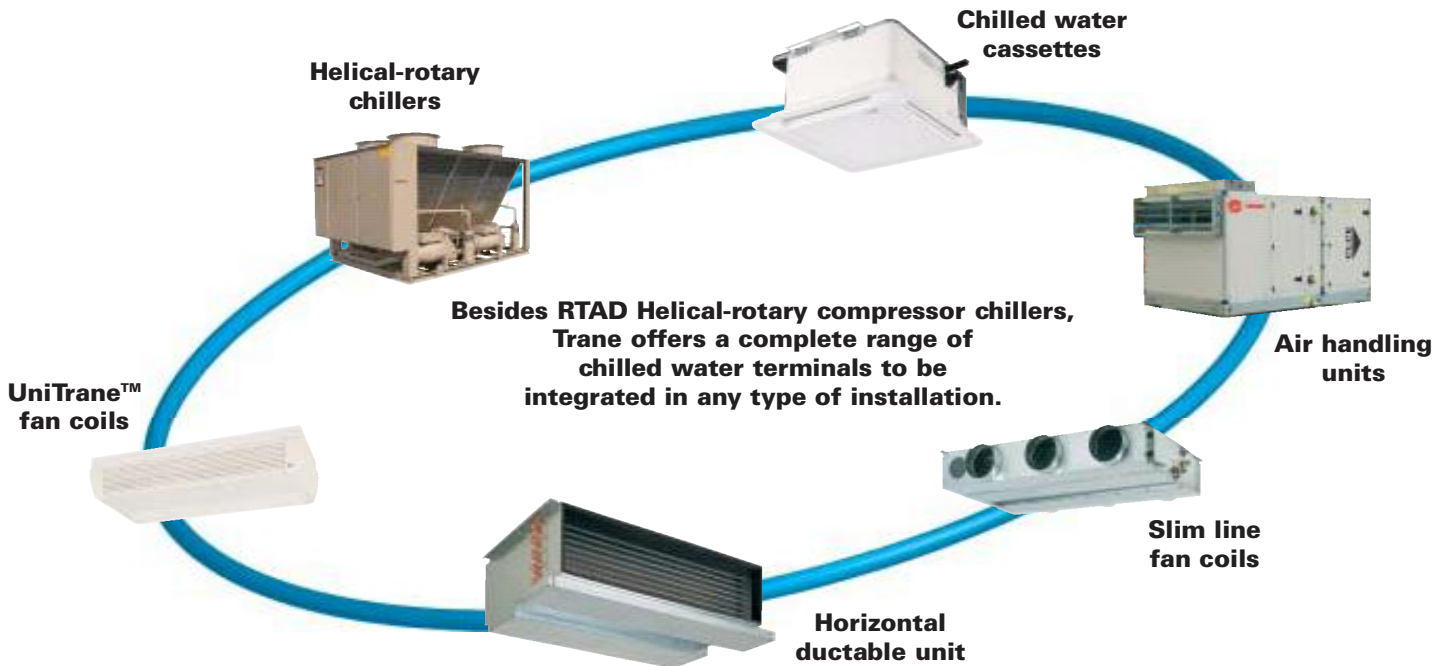 Chilled water
cassettes
Helical-rotary
chillers
Besides RTAD Helical-rotary compressor chillers,
Trane offers a complete range of
chilled water terminals to be
integrated in any type of installation.
Air handling
units
UniTrane™
fan coils
Slim line
fan coils
Horizontal
ductable unit